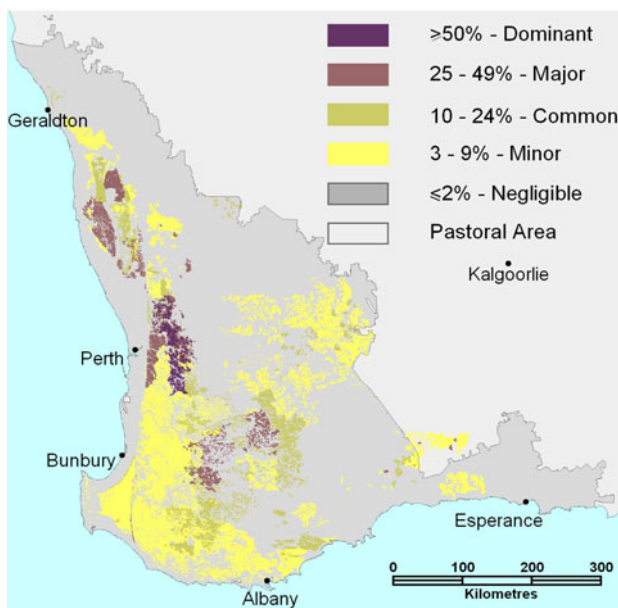 ⩾50% - Dominant
25 - 49% - Major
10 - 24% - Common
3 - 9% - Minor
⩽2% - Negligible
Pastoral Area
Geraldton
Kalgoorlie
Perth
Bunbury
Esperance
Albany
0 100 200 300
Kilometres